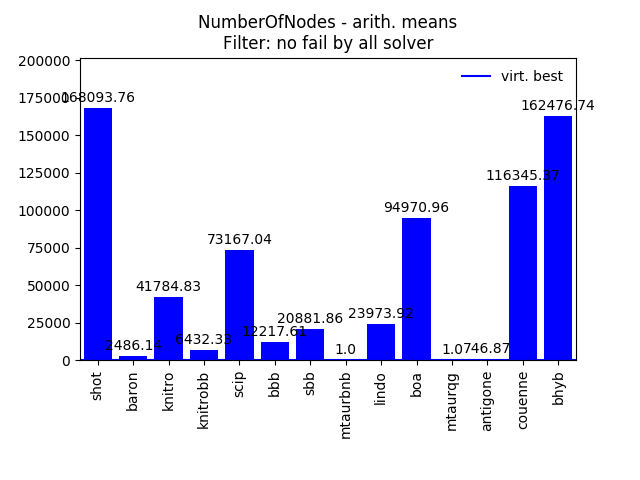 NumberOfNodes - arith. means
Filter: no fail by all solver
200000
175000
150000
125000
100000
75000
50000
25000
0
virt. best
168093.76
2486.14
41784.83
6432.33
73167.04
12217.61
20881.86
1.0
23973.92
94970.96
1.0
746.87
116345.37
162476.74
shot
baron
knitro
knitrobb
scip
bbb
sbb
mtaurbnb
lindo
boa
mtaurqg
antigone
couenne
bhyb